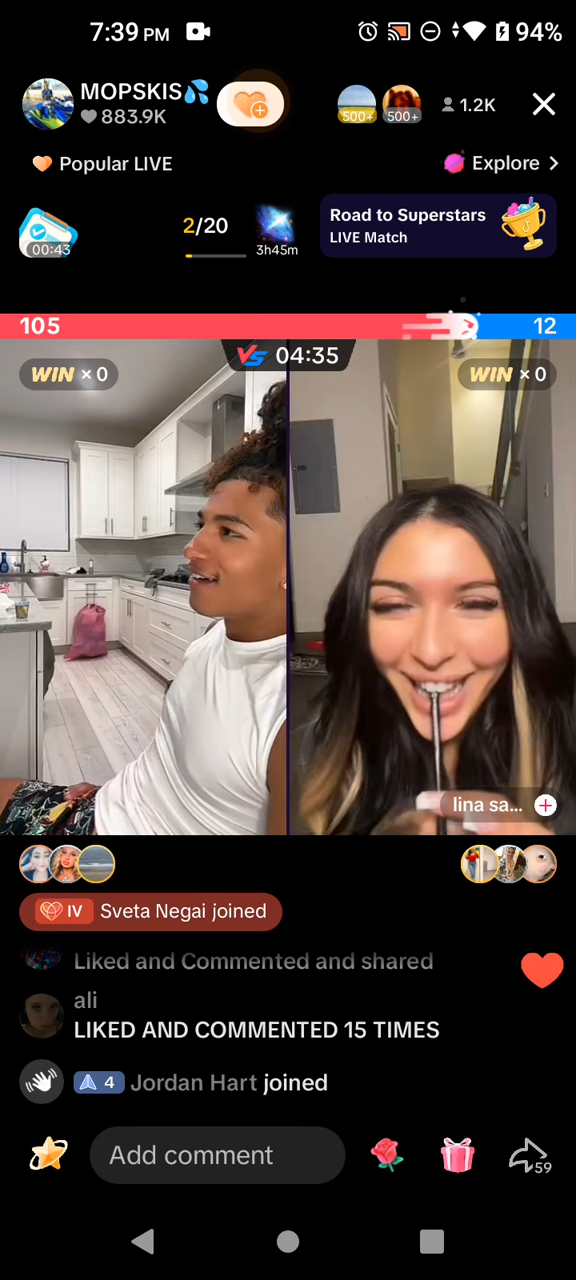 7:39 PM
94%
MOPSKIS💦
883.9K
500+
500+
1.2K
Popular LIVE
Explore >
00:43
2/20
3h45m
Road to Superstars
LIVE Match
105
12
VS 04:35
WIN × 0
WIN × 0
lina sa...
IV Sveta Negai joined
Liked and Commented and shared
ali
LIKED AND COMMENTED 15 TIMES
4 Jordan Hart joined
Add comment
59